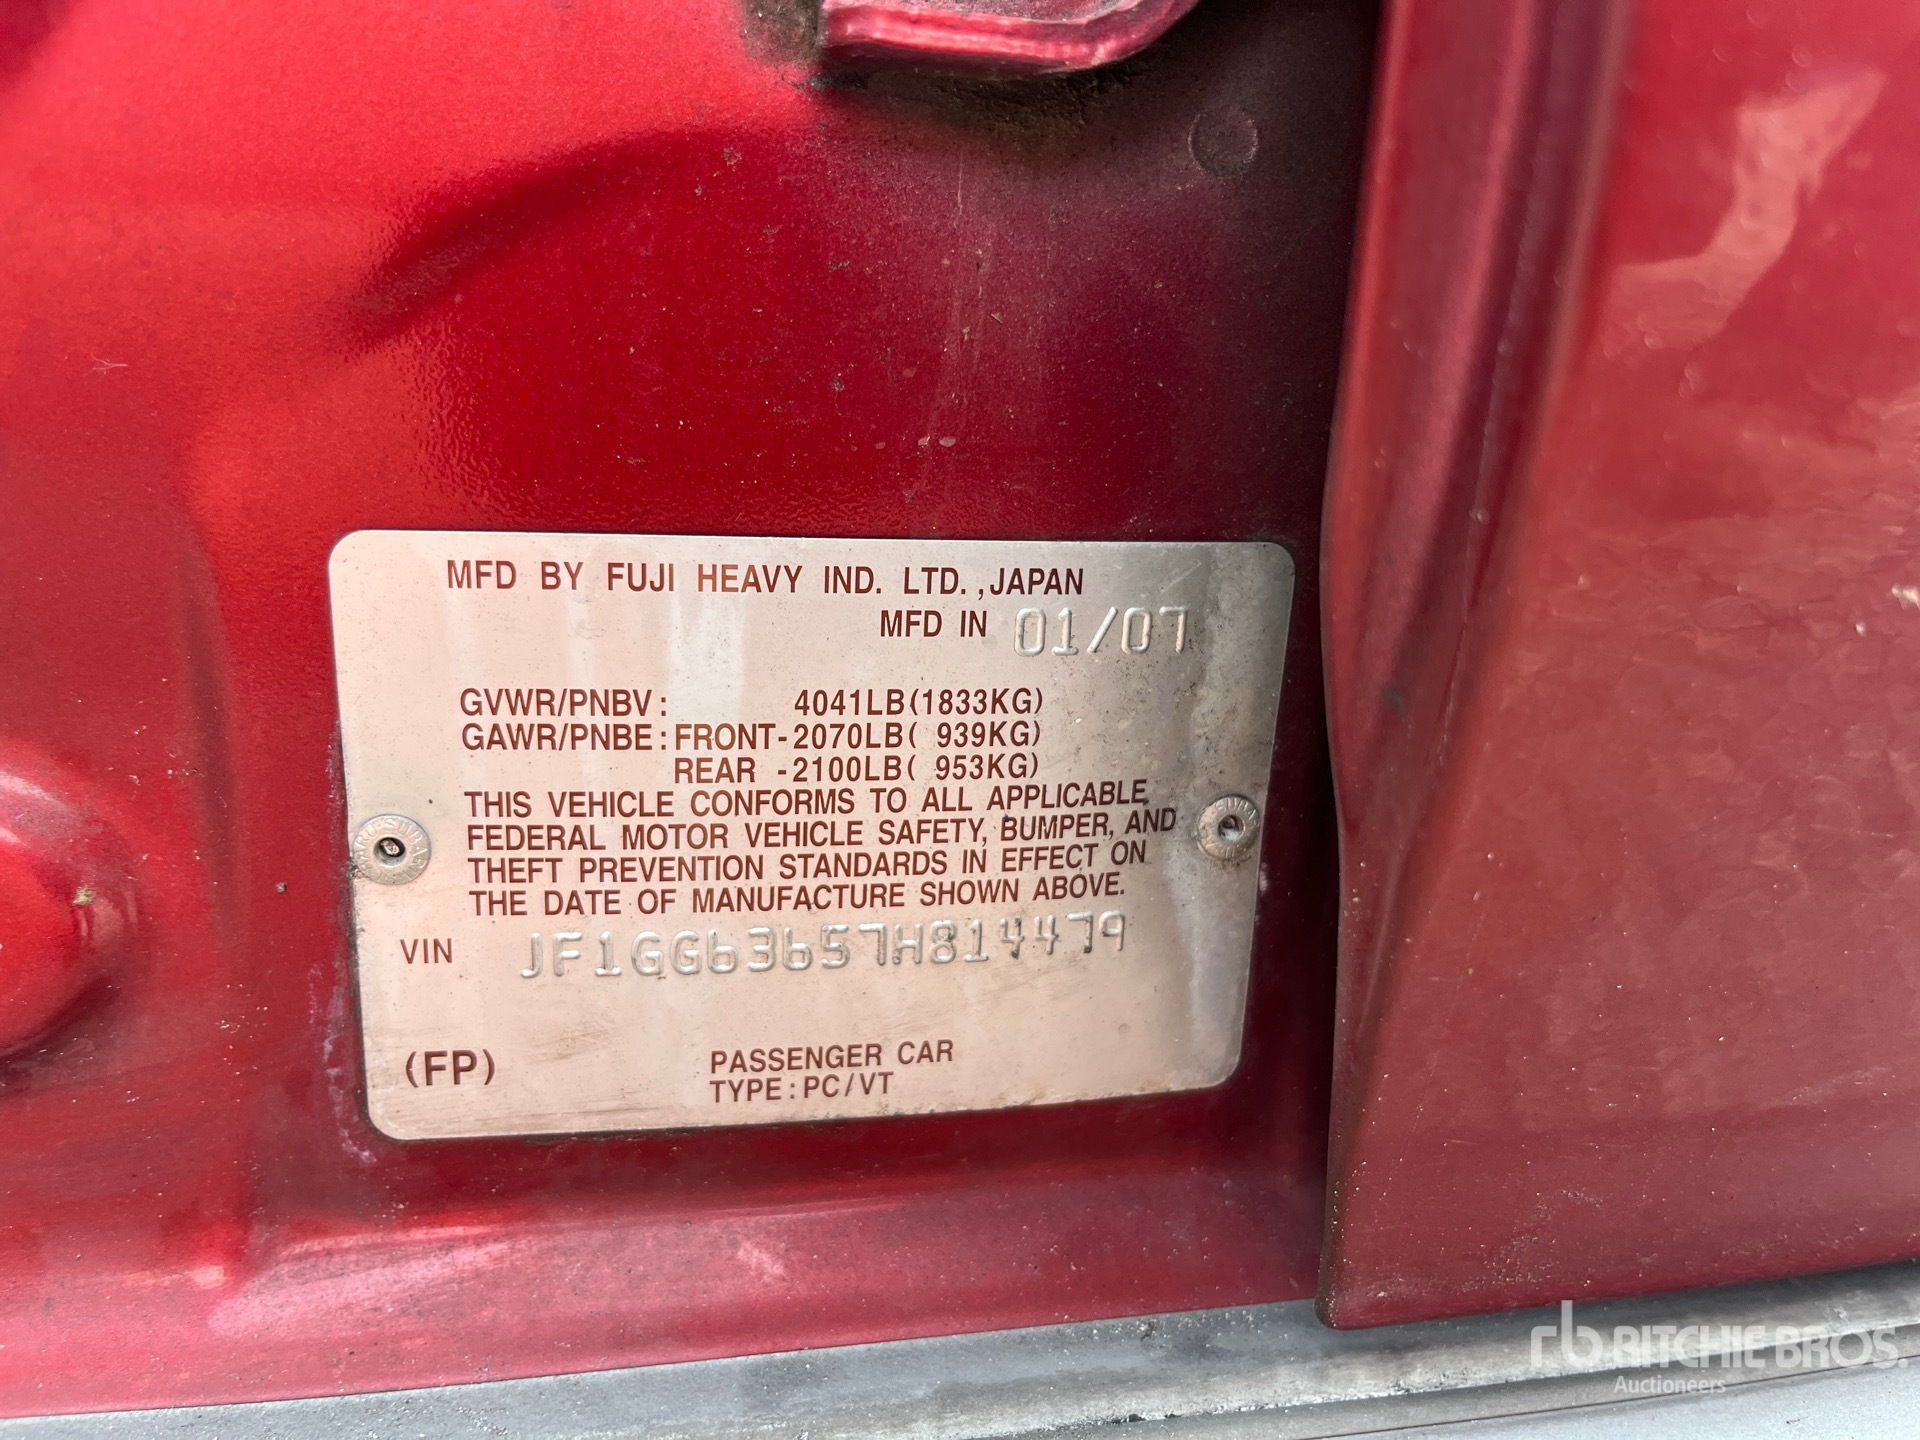 MFD BY FUJI HEAVY IND. LTD.,JAPAN
MFD IN 01/07
GVWR/PNBV: 4041LB(1833KG)
GAWR/PNBE: FRONT-2070LB( 939KG)
REAR -2100LB( 953KG)
THIS VEHICLE CONFORMS TO ALL APPLICABLE
FEDERAL MOTOR VEHICLE SAFETY, BUMPER, AND
THEFT PREVENTION STANDARDS IN EFFECT ON
THE DATE OF MANUFACTURE SHOWN ABOVE.
VIN JF1GG63657H814479
(FP) PASSENGER CAR
TYPE:PC/VT
rb RITCHIE BROS.
Auctioneers